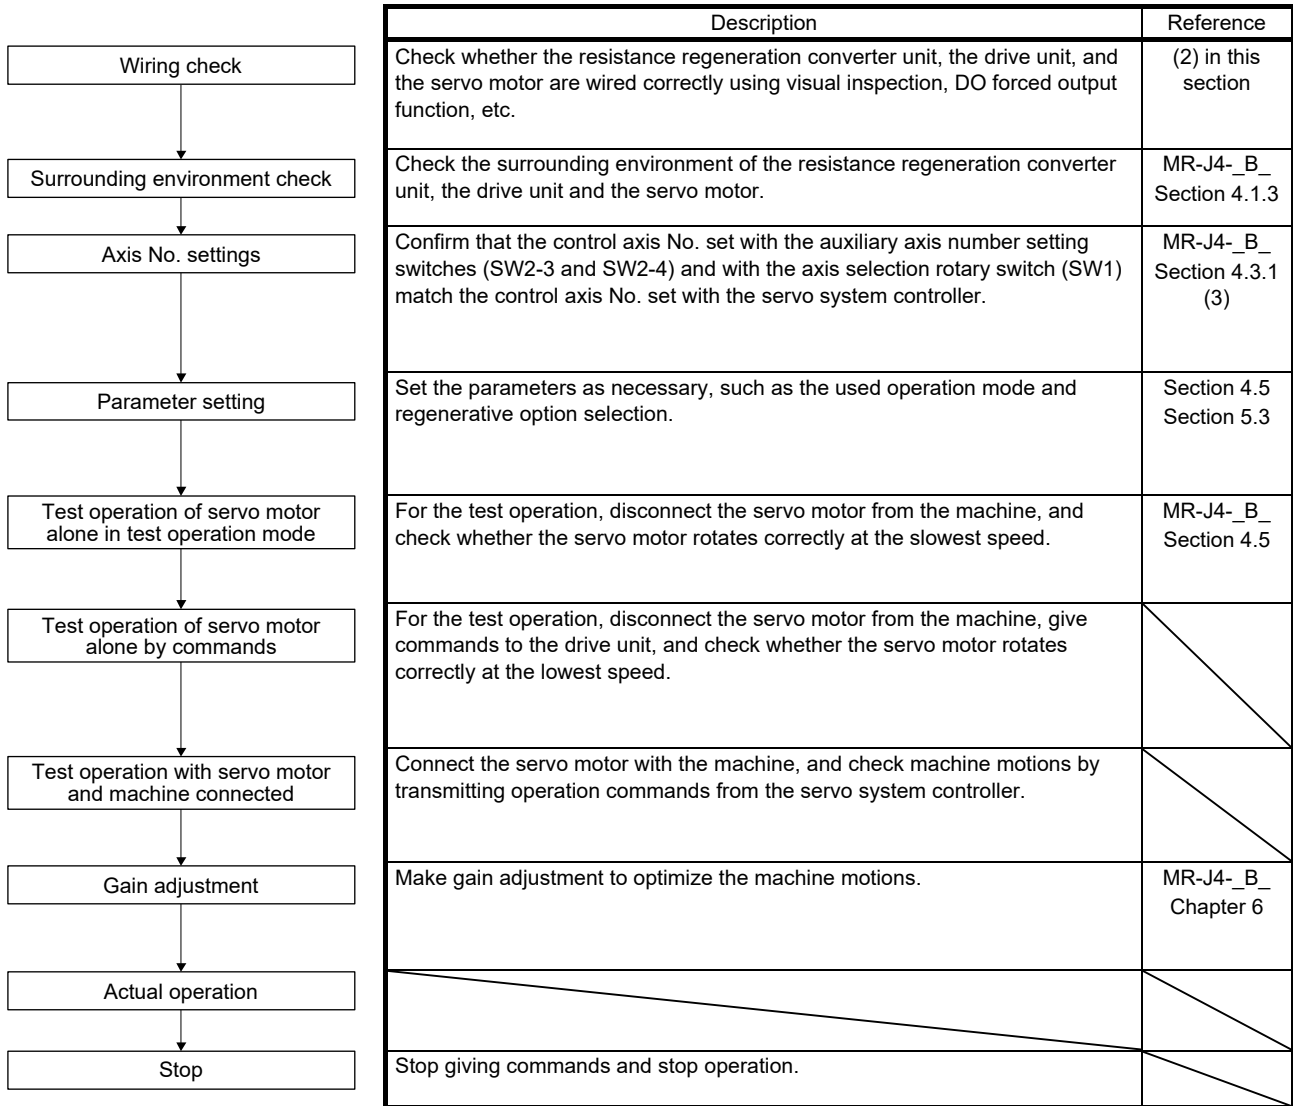 Description Reference
Wiring check
Check whether the resistance regeneration converter unit, the drive unit, and
the servo motor are wired correctly using visual inspection, DO forced output
function, etc.
(2) in this
section
Surrounding environment check
Check the surrounding environment of the resistance regeneration converter
unit, the drive unit and the servo motor.
MR-J4-_B_
Section 4.1.3
Axis No. settings
Confirm that the control axis No. set with the auxiliary axis number setting
switches (SW2-3 and SW2-4) and with the axis selection rotary switch (SW1)
match the control axis No. set with the servo system controller.
MR-J4-_B_
Section 4.3.1
(3)
Parameter setting
Set the parameters as necessary, such as the used operation mode and
regenerative option selection.
Section 4.5
Section 5.3
Test operation of servo motor
alone in test operation mode
For the test operation, disconnect the servo motor from the machine, and
check whether the servo motor rotates correctly at the slowest speed.
MR-J4-_B_
Section 4.5
Test operation of servo motor
alone by commands
For the test operation, disconnect the servo motor from the machine, give
commands to the drive unit, and check whether the servo motor rotates
correctly at the lowest speed.
Test operation with servo motor
and machine connected
Connect the servo motor with the machine, and check machine motions by
transmitting operation commands from the servo system controller.
Gain adjustment
Make gain adjustment to optimize the machine motions.
MR-J4-_B_
Chapter 6
Actual operation
Stop
Stop giving commands and stop operation.